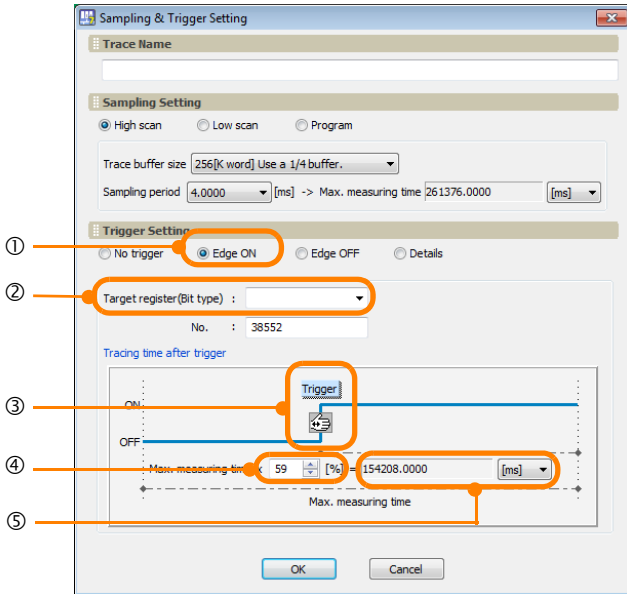 Sampling & Trigger Setting
Trace Name
Sampling Setting
High scan Low scan Program
Trace buffer size 256[K word] Use a 1/4 buffer.
Sampling period 4.0000 [ms] -> Max. measuring time 261376.0000 [ms]
Trigger Setting
① No trigger Edge ON Edge OFF Details
② Target register(Bit type) :
No. : 38552
Tracing time after trigger
③ Trigger
ON
OFF
④ Max. measuring time x 59 [%] = 154208.0000 [ms]
Max. measuring time
⑤
OK Cancel